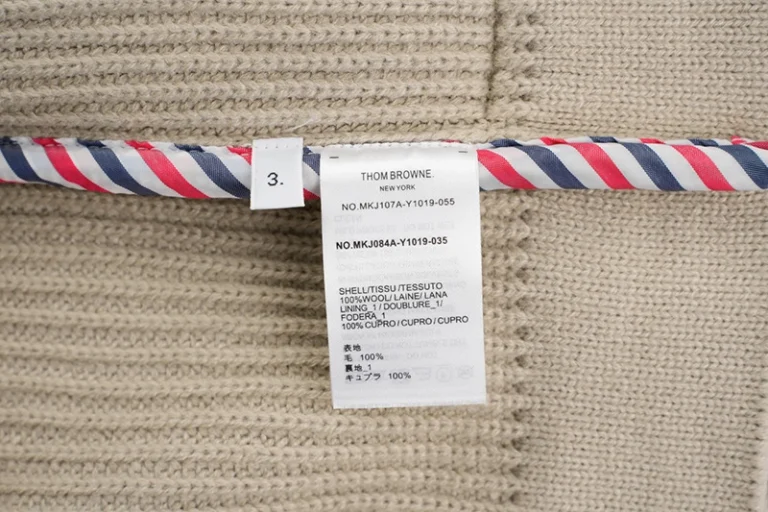 3.
THOM BROWNE.
NEW YORK
NO.MKJ107A-Y1019-055
NO.MKJ084A-Y1019-035
SHELL/TISSU/TESSUTO
100%WOOL/ LAINE/ LANA
LINING_1 / DOUBLURE_1/
FODERA_1
100% CUPRO / CUPRO / CUPRO
表地
毛 100%
裏地_1
キュプラ 100%